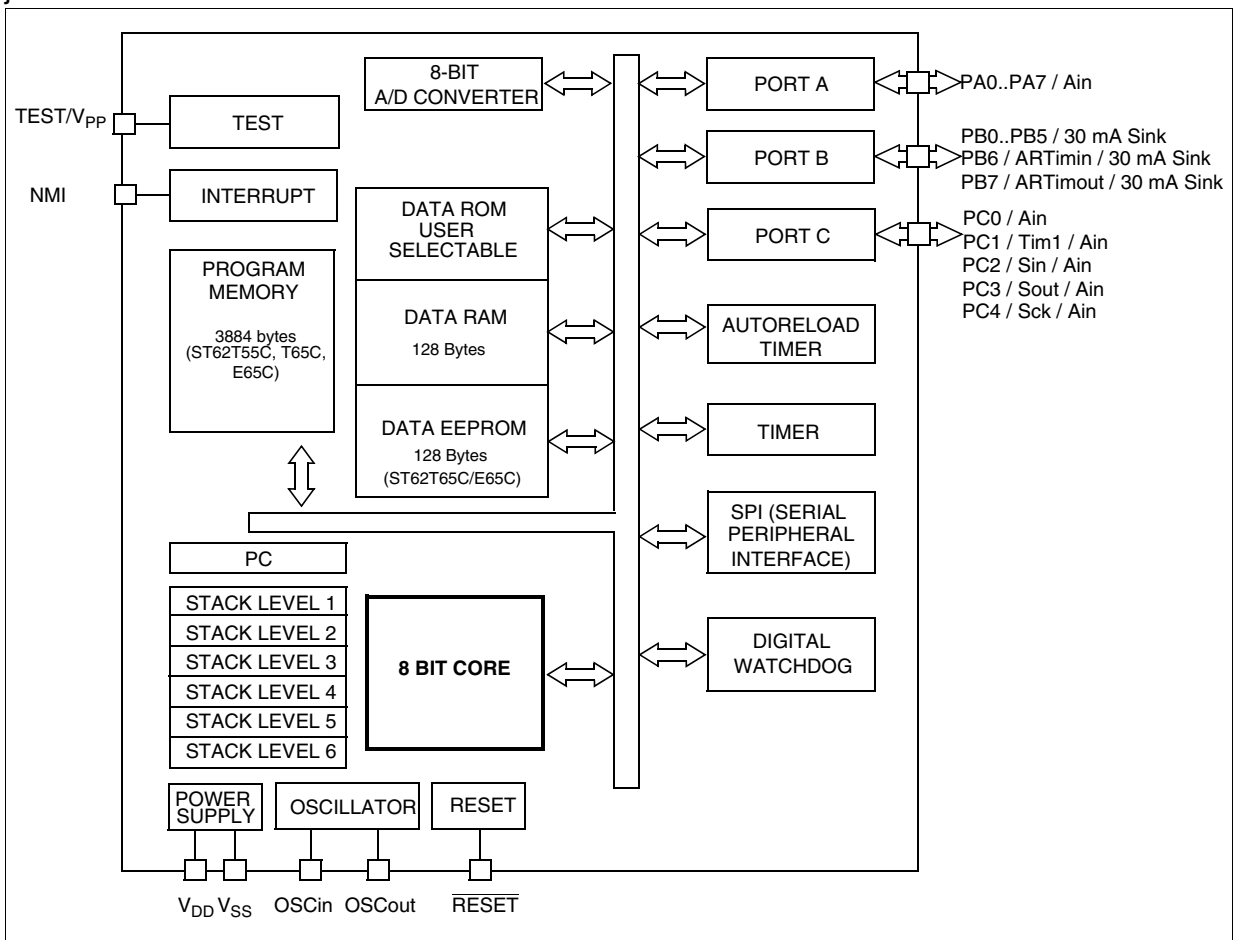 8-BIT
A/D CONVERTER
PORT A
PA0..PA7 / Ain
TEST/VPP
TEST
PORT B
PB0..PB5 / 30 mA Sink
PB6 / ARTimin / 30 mA Sink
PB7 / ARTimout / 30 mA Sink
NMI
INTERRUPT
DATA ROM
USER
SELECTABLE
PORT C
PC0 / Ain
PC1 / Tim1 / Ain
PC2 / Sin / Ain
PC3 / Sout / Ain
PC4 / Sck / Ain
PROGRAM
MEMORY
3884 bytes
(ST62T55C, T65C,
E65C)
DATA RAM
128 Bytes
AUTORELOAD
TIMER
DATA EEPROM
128 Bytes
(ST62T65C/E65C)
TIMER
SPI (SERIAL
PERIPHERAL
INTERFACE)
PC
STACK LEVEL 1
STACK LEVEL 2
STACK LEVEL 3
STACK LEVEL 4
STACK LEVEL 5
STACK LEVEL 6
8 BIT CORE
DIGITAL
WATCHDOG
POWER
SUPPLY
OSCILLATOR
RESET
VDD VSS OSCin OSCout RESET